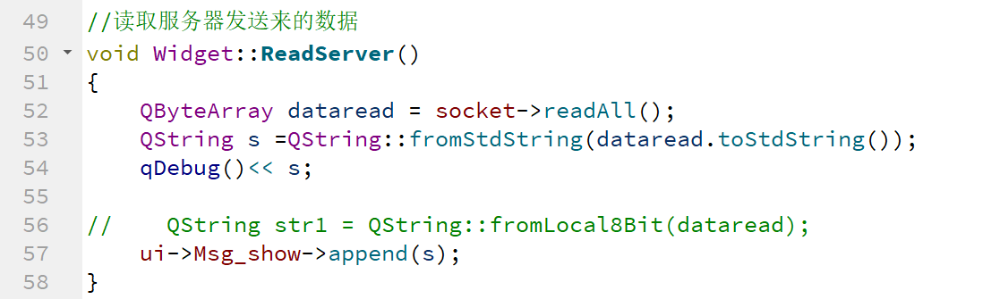 49 //读取服务器发送来的数据
50 void Widget::ReadServer()
51 {
52     QByteArray dataread = socket->readAll();
53     QString s =QString::fromStdString(dataread.toStdString());
54     qDebug()<< s;
55
56 //    QString str1 = QString::fromLocal8Bit(dataread);
57     ui->Msg_show->append(s);
58 }